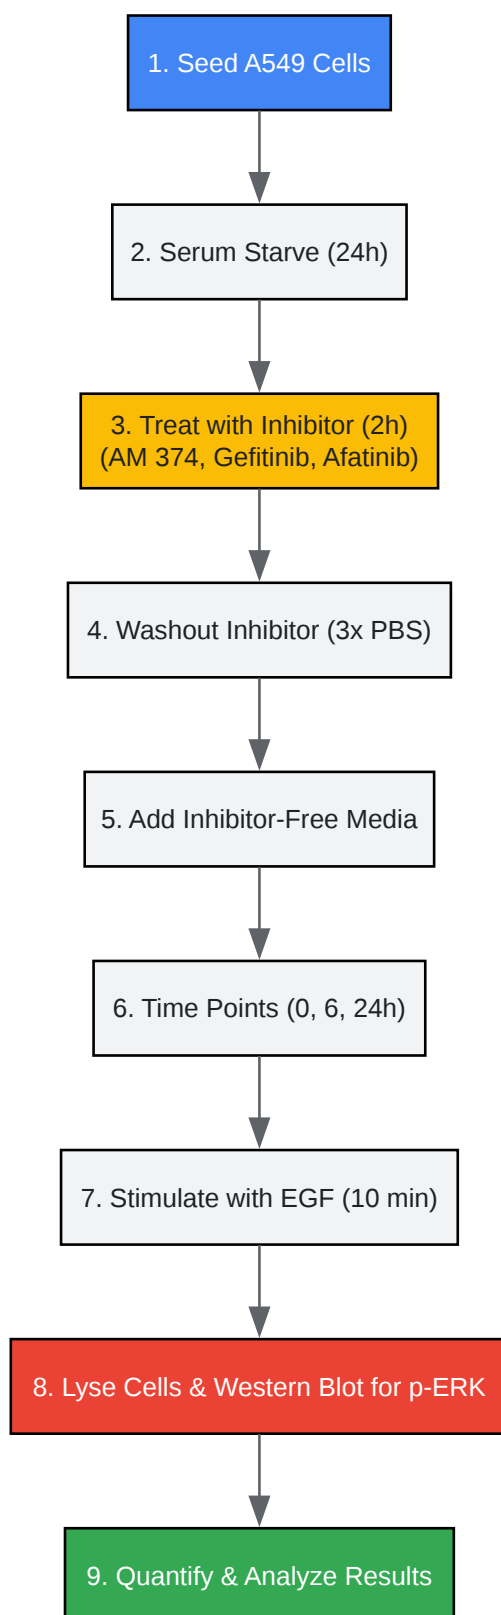 1. Seed A549 Cells
2. Serum Starve (24h)
3. Treat with Inhibitor (2h)
(AM 374, Gefitinib, Afatinib)
4. Washout Inhibitor (3x PBS)
5. Add Inhibitor-Free Media
6. Time Points (0, 6, 24h)
7. Stimulate with EGF (10 min)
8. Lyse Cells & Western Blot for p-ERK
9. Quantify & Analyze Results